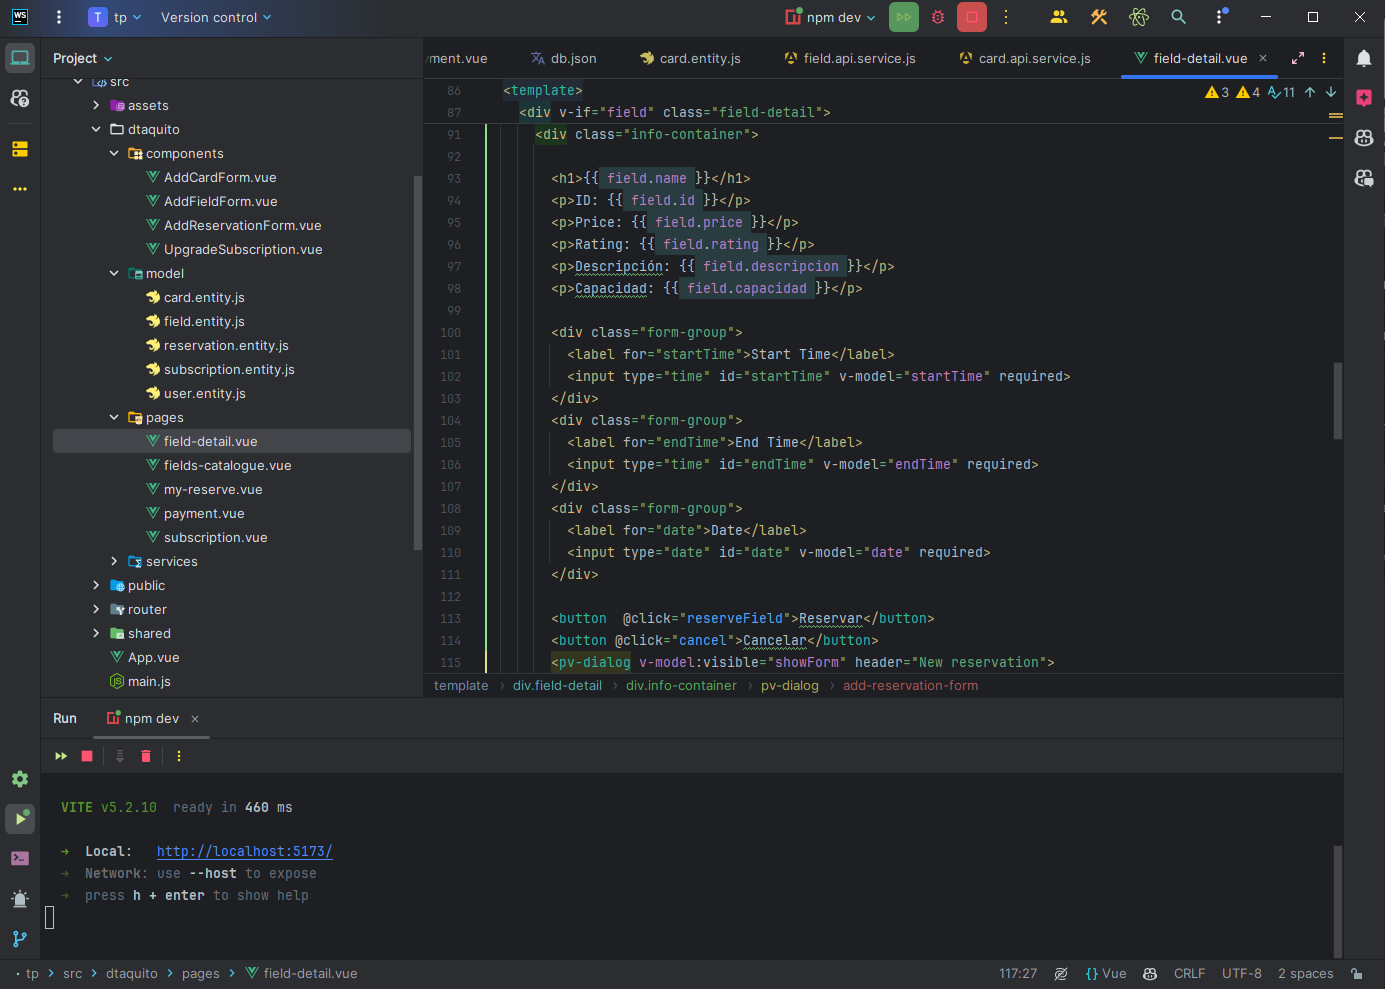 WS
T tp
Version control
npm dev
Project
yment.vue
db.json
card.entity.js
field.api.service.js
card.api.service.js
field-detail.vue
src
assets
dtaquito
components
AddCardForm.vue
AddFieldForm.vue
AddReservationForm.vue
UpgradeSubscription.vue
model
card.entity.js
field.entity.js
reservation.entity.js
subscription.entity.js
user.entity.js
pages
field-detail.vue
fields-catalogue.vue
my-reserve.vue
payment.vue
subscription.vue
services
public
router
shared
App.vue
main.js
3 4 11
86 <template>
87 <div v-if="field" class="field-detail">
91 <div class="info-container">
92
93 <h1>{{ field.name }}</h1>
94 <p>ID: {{ field.id }}</p>
95 <p>Price: {{ field.price }}</p>
96 <p>Rating: {{ field.rating }}</p>
97 <p>Descripción: {{ field.descripcion }}</p>
98 <p>Capacidad: {{ field.capacidad }}</p>
99
100 <div class="form-group">
101 <label for="startTime">Start Time</label>
102 <input type="time" id="startTime" v-model="startTime" required>
103 </div>
104 <div class="form-group">
105 <label for="endTime">End Time</label>
106 <input type="time" id="endTime" v-model="endTime" required>
107 </div>
108 <div class="form-group">
109 <label for="date">Date</label>
110 <input type="date" id="date" v-model="date" required>
111 </div>
112
113 <button  @click="reserveField">Reservar</button>
114 <button @click="cancel">Cancelar</button>
115 <pv-dialog v-model:visible="showForm" header="New reservation">
template › div.field-detail › div.info-container › pv-dialog › add-reservation-form
Run
npm dev
VITE v5.2.10  ready in 460 ms
➜  Local:   http://localhost:5173/
➜  Network: use --host to expose
➜  press h + enter to show help
tp › src › dtaquito › pages › field-detail.vue
117:27
{} Vue
CRLF
UTF-8
2 spaces